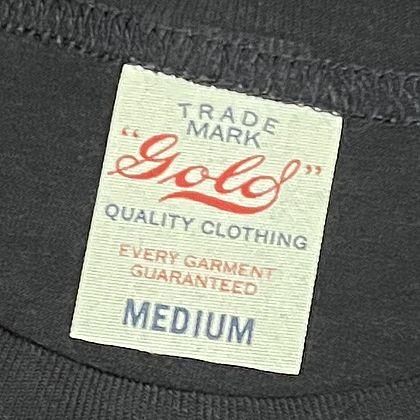 TRADE
MARK
"Gold"
QUALITY CLOTHING
EVERY GARMENT
GUARANTEED
MEDIUM